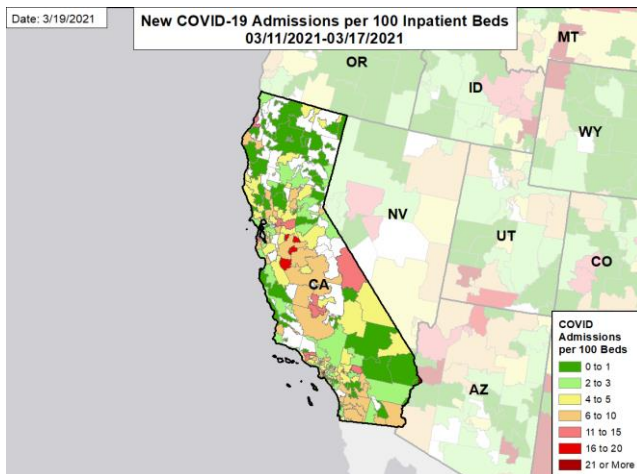 Date: 3/19/2021
New COVID-19 Admissions per 100 Inpatient Beds
03/11/2021-03/17/2021
MT
OR
ID
WY
NV
UT
CO
CA
AZ
COVID
Admissions
per 100 Beds
0 to 1
2 to 3
4 to 5
6 to 10
11 to 15
16 to 20
21 or More